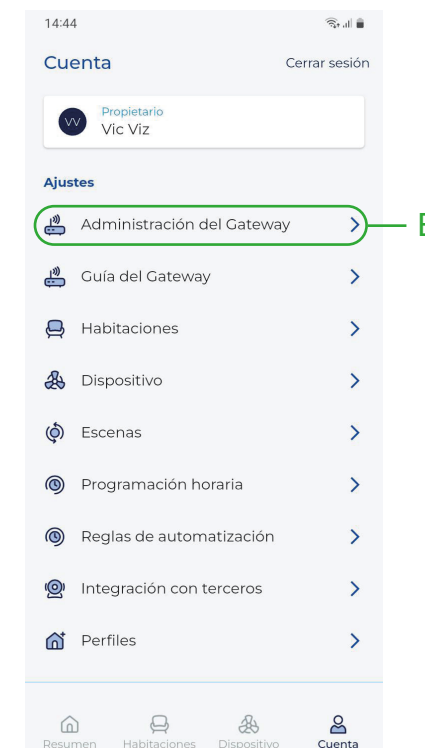 14:44
Cuenta Cerrar sesión
VV
Propietario
Vic Viz
Ajustes
Administración del Gateway
Guía del Gateway
Habitaciones
Dispositivo
Escenas
Programación horaria
Reglas de automatización
Integración con terceros
Perfiles
Resumen Habitaciones Dispositivo Cuenta